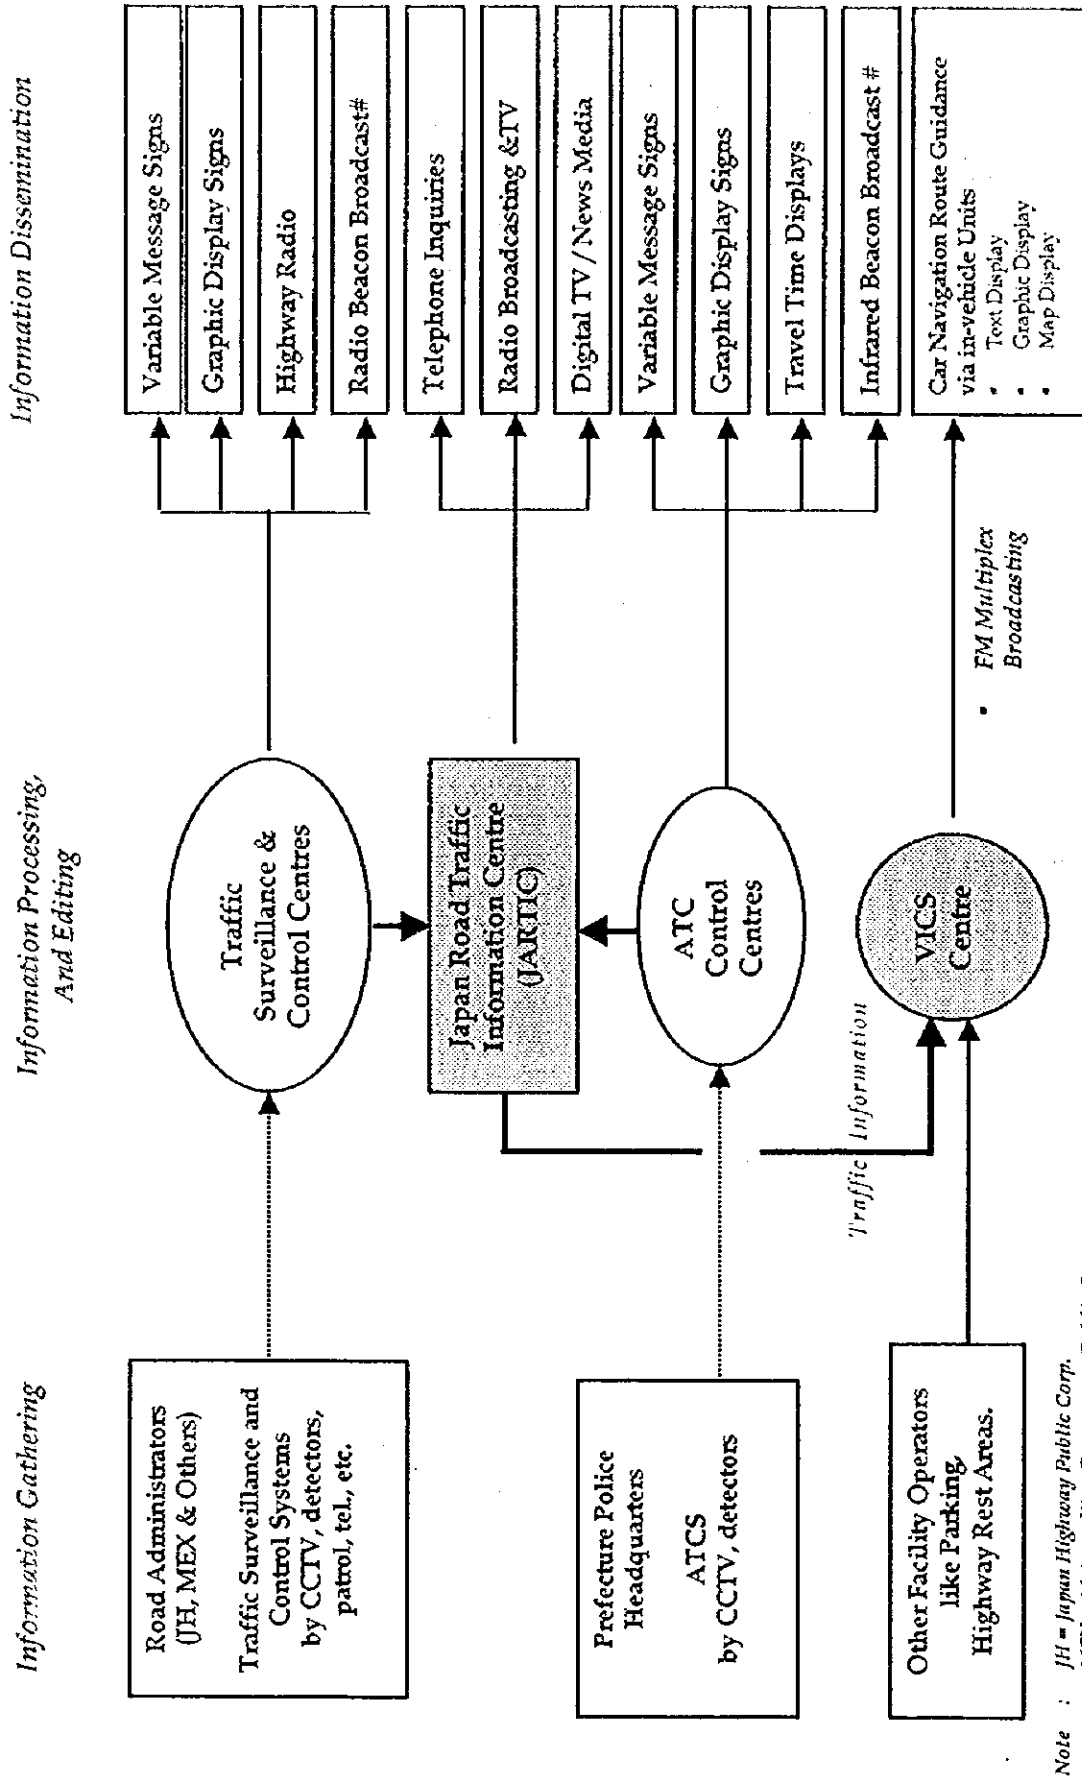 Information Gathering
Information Processing,
And Editing
Information Dissemination
Road Administrators
(JH, MEX & Others)
Traffic Surveillance and
Control Systems
by CCTV, detectors,
patrol, tel., etc.
Prefecture Police
Headquarters
ATCS
by CCTV, detectors
Other Facility Operators
like Parking,
Highway Rest Areas.
Traffic
Surveillance &
Control Centres
Japan Road Traffic
Information Centre
(JARTIC)
ATC
Control
Centres
Traffic Information
VICS
Centre
• FM Multiplex
Broadcasting
Variable Message Signs
Graphic Display Signs
Highway Radio
Radio Beacon Broadcast#
Telephone Inquiries
Radio Broadcasting &TV
Digital TV / News Media
Variable Message Signs
Graphic Display Signs
Travel Time Displays
Infrared Beacon Broadcast #
Car Navigation Route Guidance
via in-vehicle Units
• Text Display
• Graphic Display
• Map Display
Note : JH = Japan Highway Public Corp.